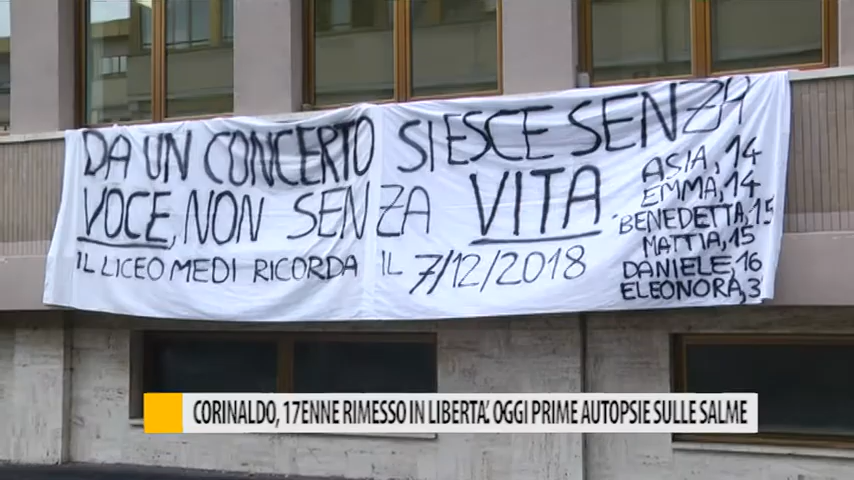 DA UN CONCERTO SI ESCE SENZA
VOCE, NON SENZA VITA
IL LICEO MEDI RICORDA IL 7/12/2018
ASIA, 14
EMMA, 14
BENEDETTA, 15
MATTIA, 15
DANIELE, 16
ELEONORA, 3
CORINALDO, 17ENNE RIMESSO IN LIBERTA'. OGGI PRIME AUTOPSIE SULLE SALME